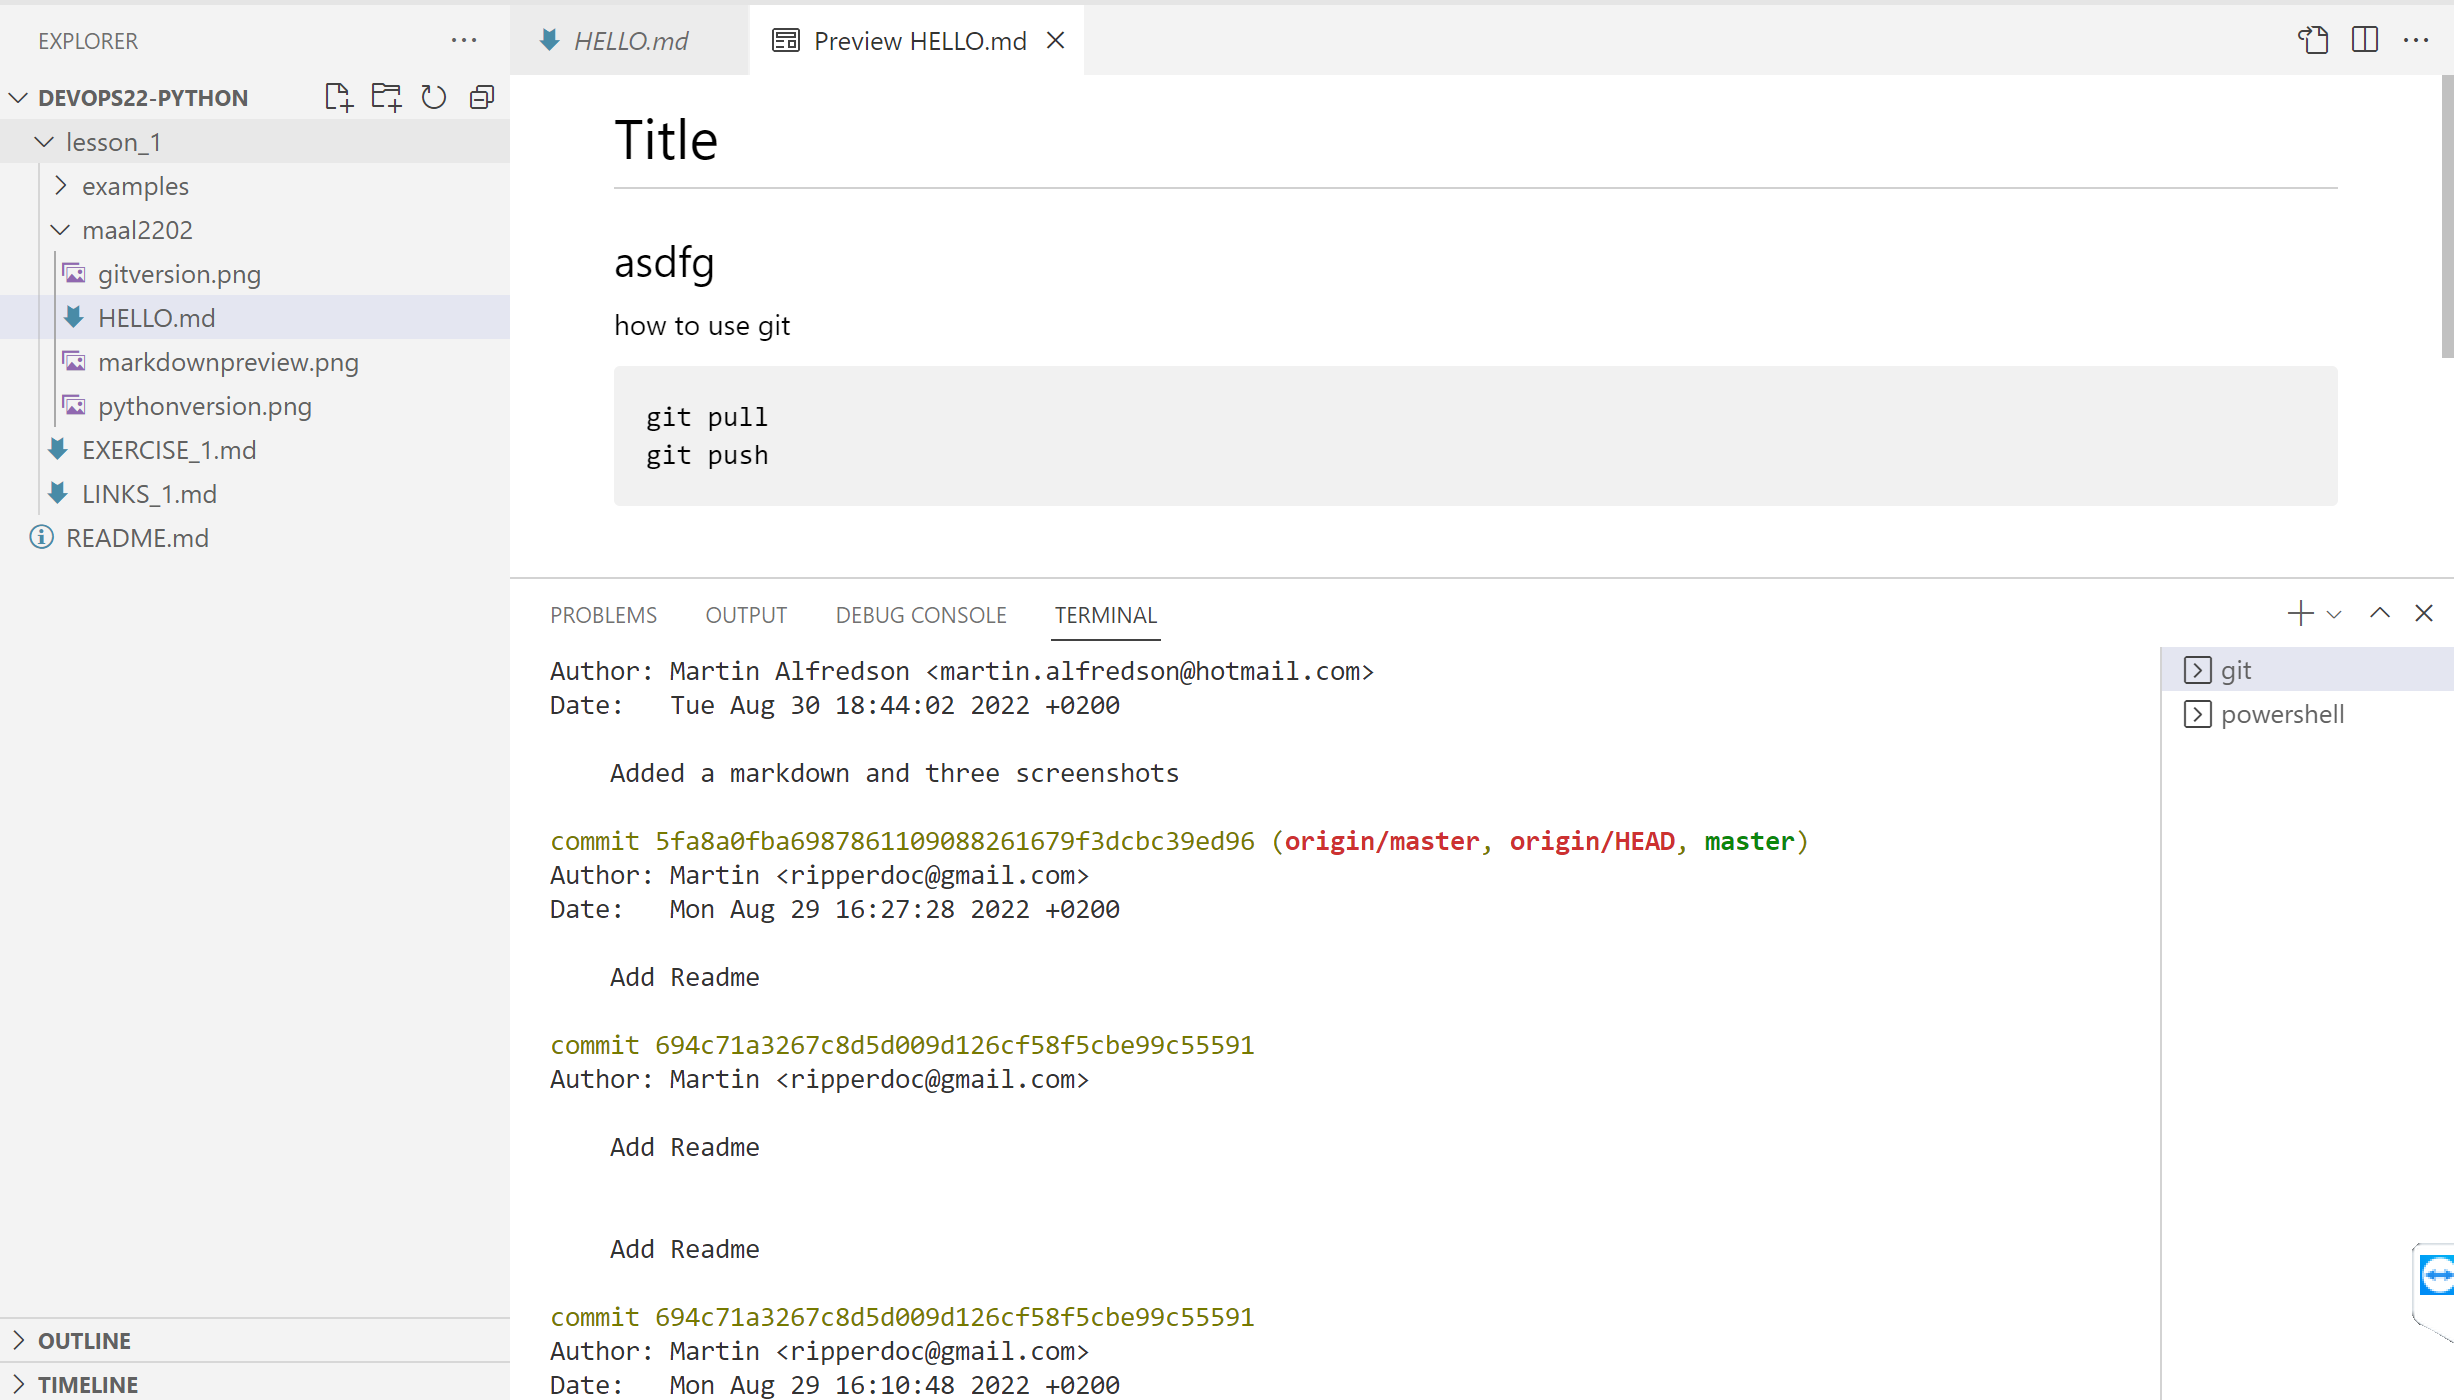 EXPLORER
DEVOPS22-PYTHON
lesson_1
examples
maal2202
gitversion.png
HELLO.md
markdownpreview.png
pythonversion.png
EXERCISE_1.md
LINKS_1.md
README.md
OUTLINE
TIMELINE
HELLO.md
Preview HELLO.md
Title
asdfg
how to use git
git pull
git push
PROBLEMS OUTPUT DEBUG CONSOLE TERMINAL
Author: Martin Alfredson <martin.alfredson@hotmail.com>
Date:   Tue Aug 30 18:44:02 2022 +0200
Added a markdown and three screenshots
commit 5fa8a0fba6987861109088261679f3dcbc39ed96 (origin/master, origin/HEAD, master)
Author: Martin <ripperdoc@gmail.com>
Date:   Mon Aug 29 16:27:28 2022 +0200
Add Readme
commit 694c71a3267c8d5d009d126cf58f5cbe99c55591
Author: Martin <ripperdoc@gmail.com>
Add Readme
Add Readme
commit 694c71a3267c8d5d009d126cf58f5cbe99c55591
Author: Martin <ripperdoc@gmail.com>
Date:   Mon Aug 29 16:10:48 2022 +0200
git
powershell